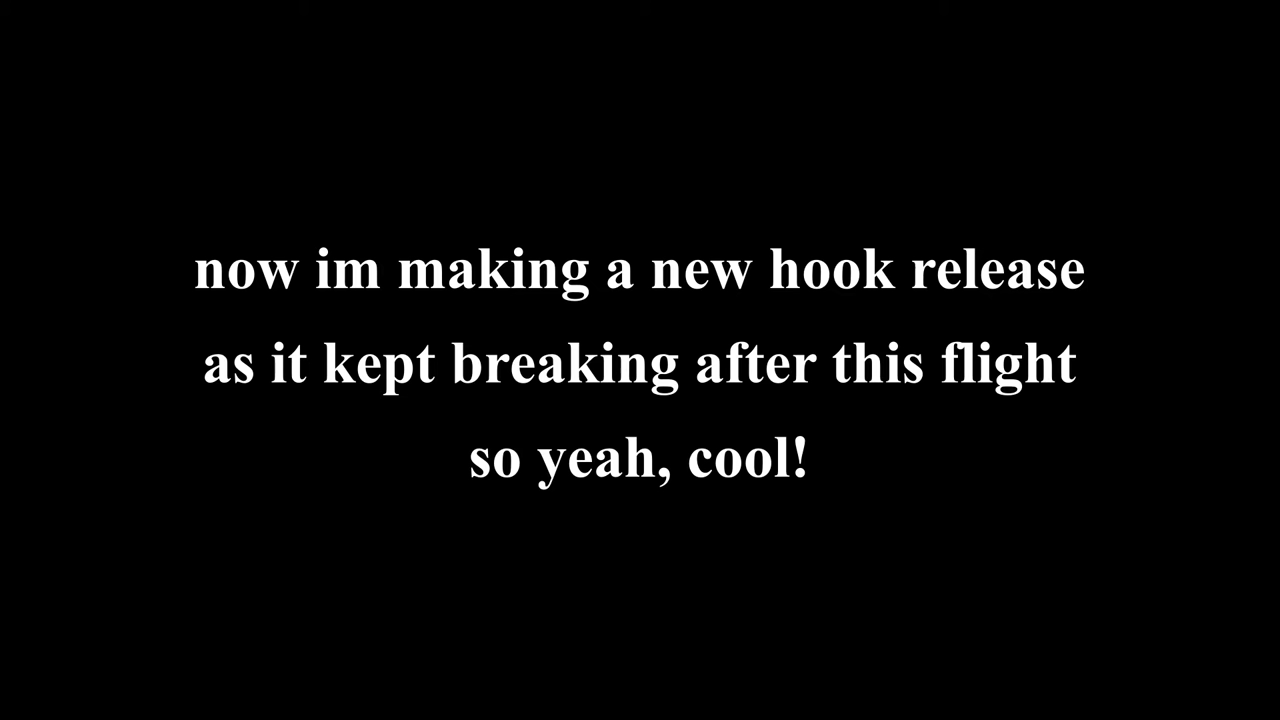 now im making a new hook release
as it kept breaking after this flight
so yeah, cool!